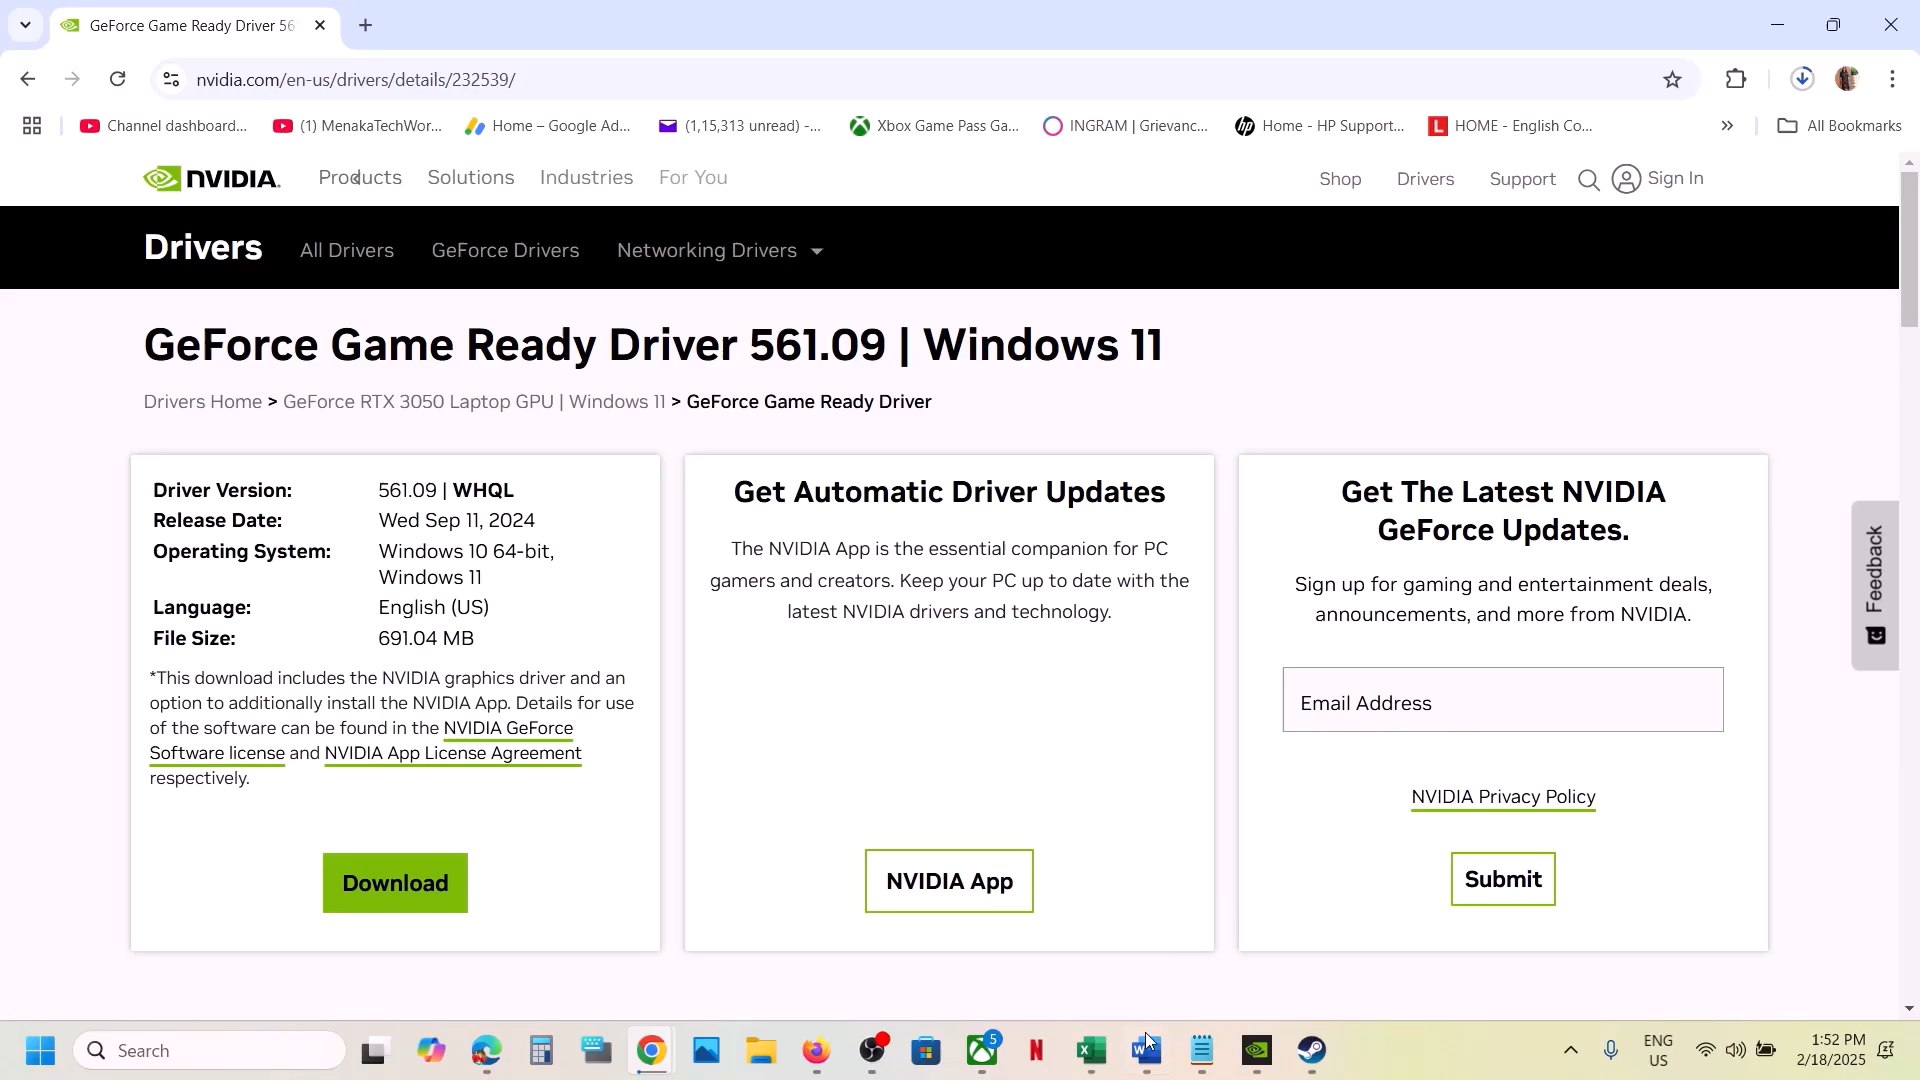 GeForce Game Ready Driver 56
nvidia.com/en-us/drivers/details/232539/
Channel dashboard...
(1) MenakaTechWor...
Home – Google Ad...
(1,15,313 unread) -...
Xbox Game Pass Ga...
INGRAM | Grievanc...
Home - HP Support...
HOME - English Co...
All Bookmarks
NVIDIA.
Products
Solutions
Industries
For You
Shop
Drivers
Support
Sign In
Drivers
All Drivers
GeForce Drivers
Networking Drivers
GeForce Game Ready Driver 561.09 | Windows 11
Drivers Home > GeForce RTX 3050 Laptop GPU | Windows 11 > GeForce Game Ready Driver
Driver Version: 561.09 | WHQL
Release Date: Wed Sep 11, 2024
Operating System: Windows 10 64-bit,
Windows 11
Language: English (US)
File Size: 691.04 MB
*This download includes the NVIDIA graphics driver and an
option to additionally install the NVIDIA App. Details for use
of the software can be found in the NVIDIA GeForce
Software license and NVIDIA App License Agreement
respectively.
Download
Get Automatic Driver Updates
The NVIDIA App is the essential companion for PC
gamers and creators. Keep your PC up to date with the
latest NVIDIA drivers and technology.
NVIDIA App
Get The Latest NVIDIA
GeForce Updates.
Sign up for gaming and entertainment deals,
announcements, and more from NVIDIA.
Email Address
NVIDIA Privacy Policy
Submit
Feedback
Search
5
ENG
US
1:52 PM
2/18/2025